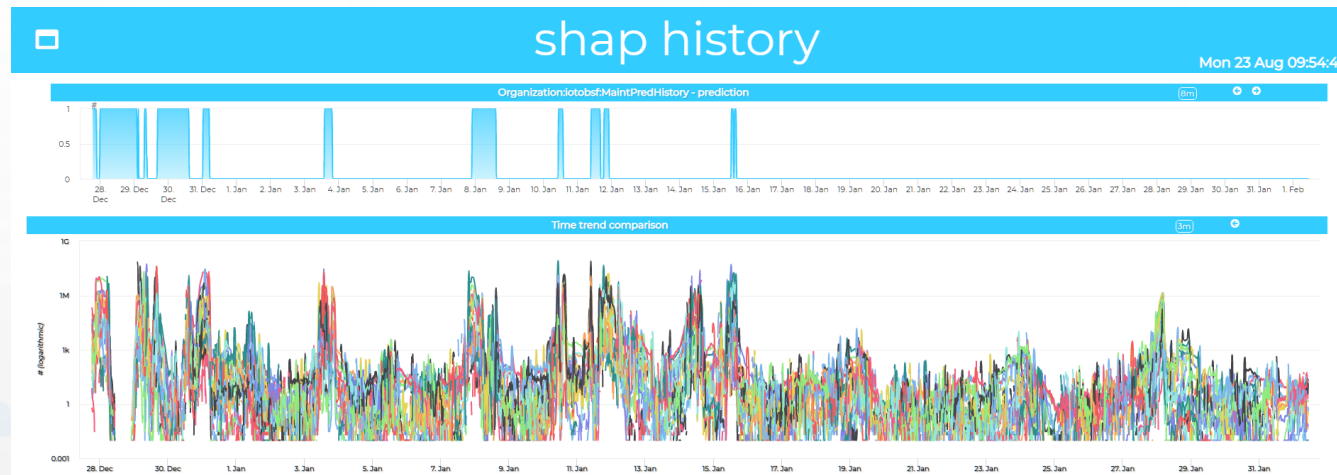 shap history
Mon 23 Aug 09:54:4
Organization:iotobsf:MaintPredHistory - prediction
8m
1
0.5
0
28. Dec 29. Dec 30. Dec 31. Dec 1. Jan 2. Jan 3. Jan 4. Jan 5. Jan 6. Jan 7. Jan 8. Jan 9. Jan 10. Jan 11. Jan 12. Jan 13. Jan 14. Jan 15. Jan 16. Jan 17. Jan 18. Jan 19. Jan 20. Jan 21. Jan 22. Jan 23. Jan 24. Jan 25. Jan 26. Jan 27. Jan 28. Jan 29. Jan 30. Jan 31. Jan 1. Feb
Time trend comparison
3m
# (logarithmic)
1G
1M
1k
1
0.001
28. Dec 30. Dec 1. Jan 3. Jan 5. Jan 7. Jan 9. Jan 11. Jan 13. Jan 15. Jan 17. Jan 19. Jan 21. Jan 23. Jan 25. Jan 27. Jan 29. Jan 31. Jan